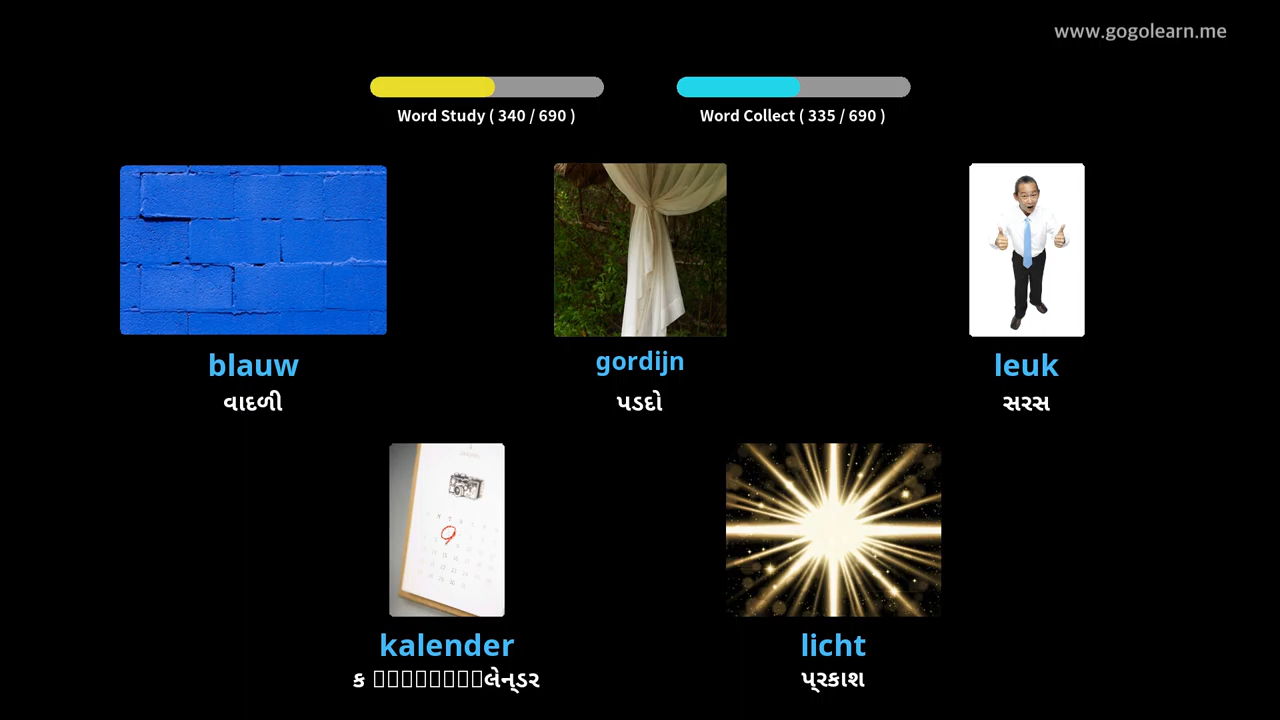 www.gogolearn.me
Word Study ( 340 / 690 )
Word Collect ( 335 / 690 )
blauw
gordijn
leuk
વાદળી
પડદો
સરસ
kalender
licht
ક લેન્ડર
પ્રકાશ